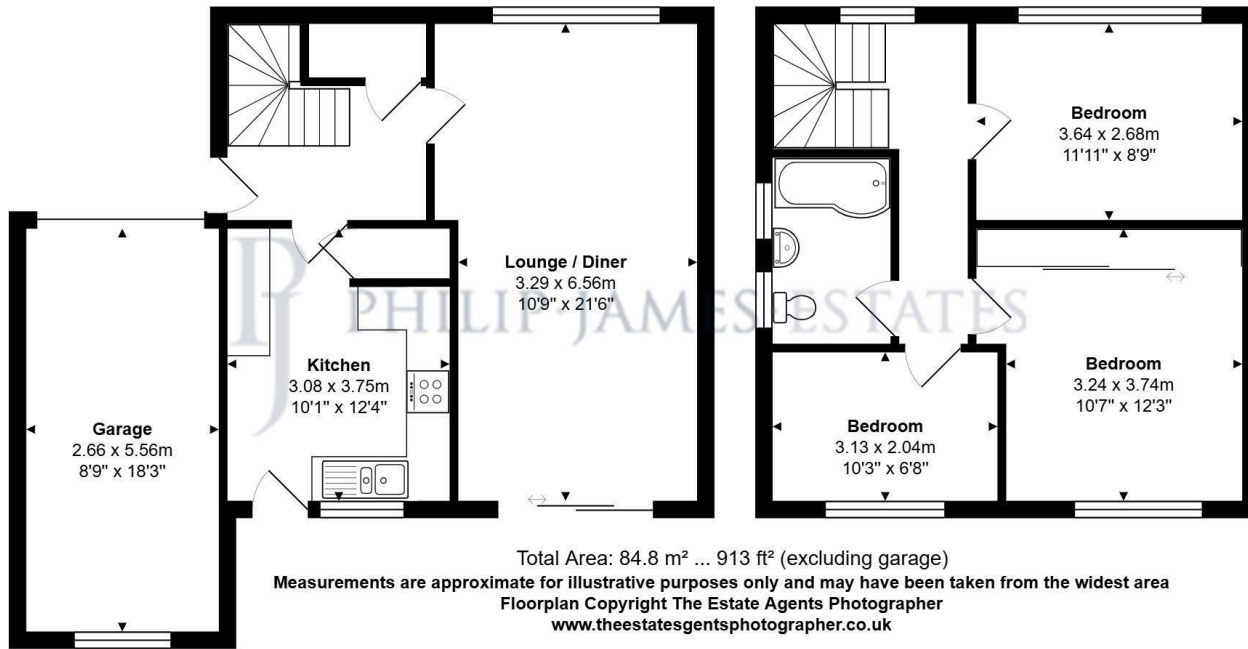 Bedroom
3.64 x 2.68m
11'11" x 8'9"
Lounge / Diner
3.29 x 6.56m
10'9" x 21'6"
PJ PHILIP-JAMES-ESTATES
Kitchen
3.08 x 3.75m
10'1" x 12'4"
Bedroom
3.24 x 3.74m
10'7" x 12'3"
Garage
2.66 x 5.56m
8'9" x 18'3"
Bedroom
3.13 x 2.04m
10'3" x 6'8"
Total Area: 84.8 m² ... 913 ft² (excluding garage)
Measurements are approximate for illustrative purposes only and may have been taken from the widest area
Floorplan Copyright The Estate Agents Photographer
www.theestatesgentsphotographer.co.uk